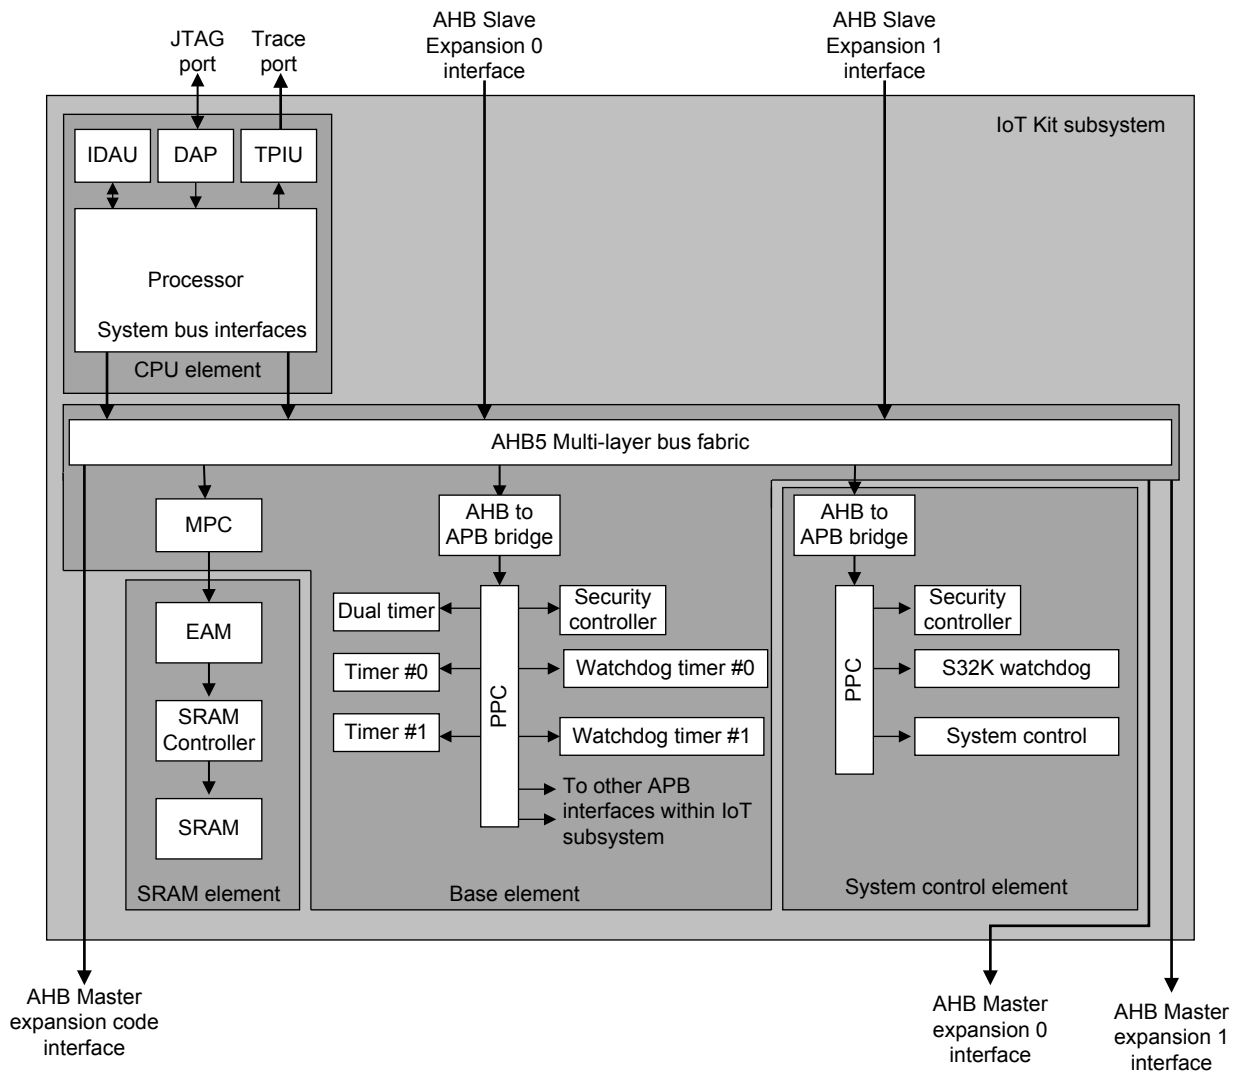 JTAG
port
Trace
port
AHB Slave
Expansion 0
interface
AHB Slave
Expansion 1
interface
IoT Kit subsystem
IDAU
DAP
TPIU
Processor
System bus interfaces
CPU element
AHB5 Multi-layer bus fabric
MPC
AHB to
APB bridge
AHB to
APB bridge
EAM
SRAM
Controller
SRAM
SRAM element
Dual timer
Timer #0
Timer #1
PPC
Security
controller
Watchdog timer #0
Watchdog timer #1
To other APB
interfaces within IoT
subsystem
Base element
PPC
Security
controller
S32K watchdog
System control
System control element
AHB Master
expansion code
interface
AHB Master
expansion 0
interface
AHB Master
expansion 1
interface